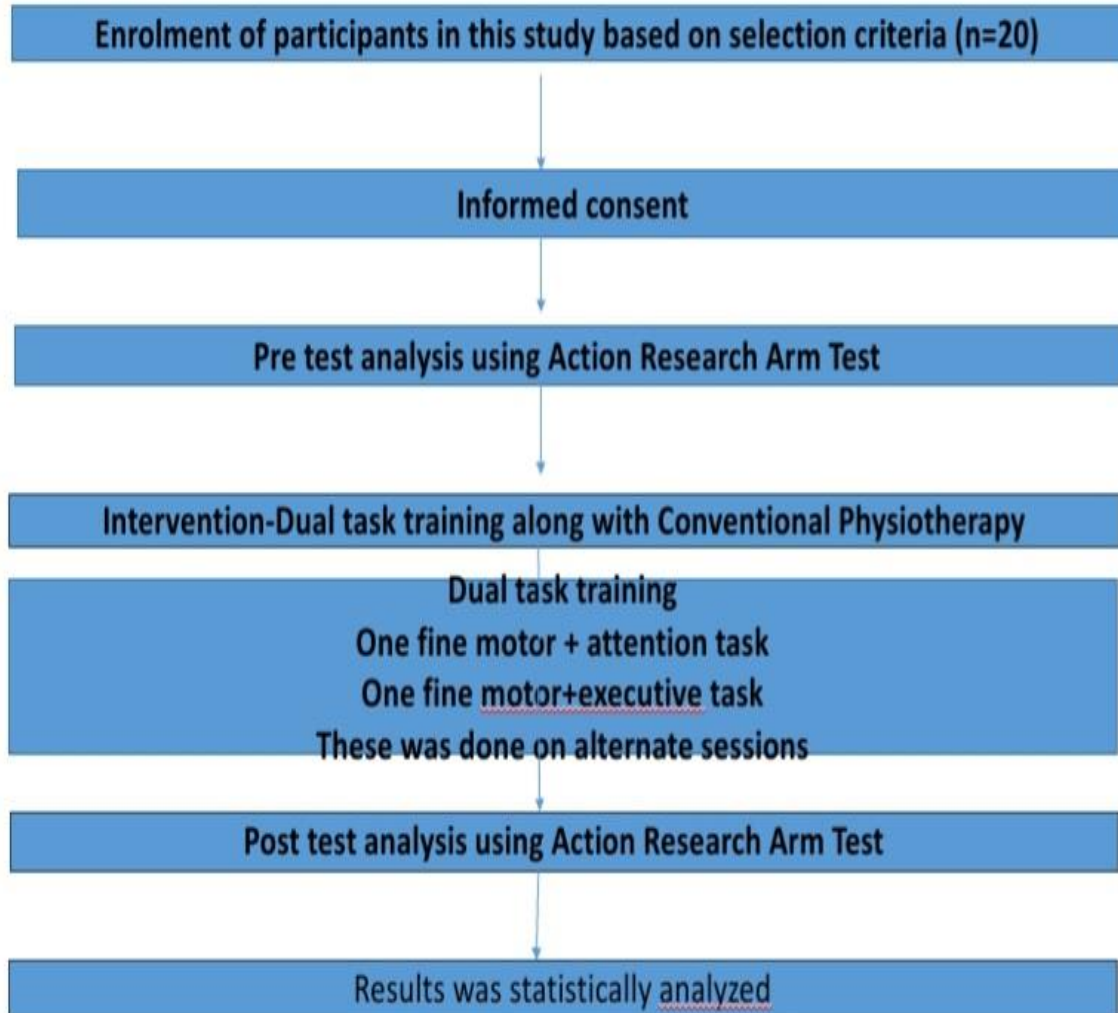 Enrolment of participants in this study based on selection criteria (n=20)
Informed consent
Pre test analysis using Action Research Arm Test
Intervention-Dual task training along with Conventional Physiotherapy
Dual task training
One fine motor + attention task
One fine motor+executive task
These was done on alternate sessions
Post test analysis using Action Research Arm Test
Results was statistically analyzed